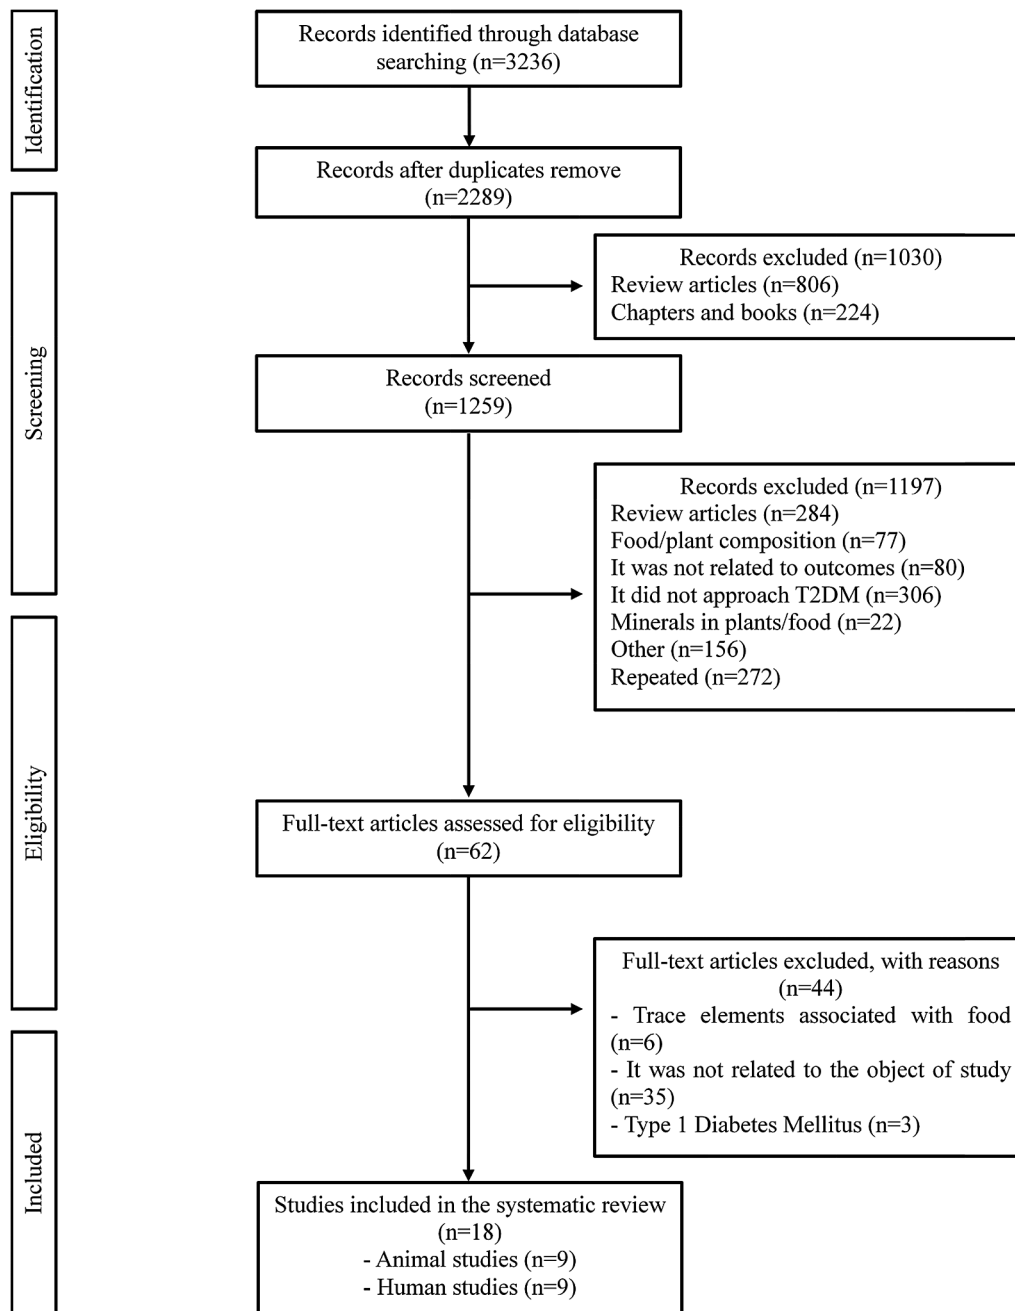 Identification
Records identified through database
searching (n=3236)
Records after duplicates remove
(n=2289)
Screening
Records excluded (n=1030)
Review articles (n=806)
Chapters and books (n=224)
Records screened
(n=1259)
Records excluded (n=1197)
Review articles (n=284)
Food/plant composition (n=77)
It was not related to outcomes (n=80)
It did not approach T2DM (n=306)
Minerals in plants/food (n=22)
Other (n=156)
Repeated (n=272)
Eligibility
Full-text articles assessed for eligibility
(n=62)
Full-text articles excluded, with reasons
(n=44)
- Trace elements associated with food
(n=6)
- It was not related to the object of study
(n=35)
- Type 1 Diabetes Mellitus (n=3)
Included
Studies included in the systematic review
(n=18)
- Animal studies (n=9)
- Human studies (n=9)